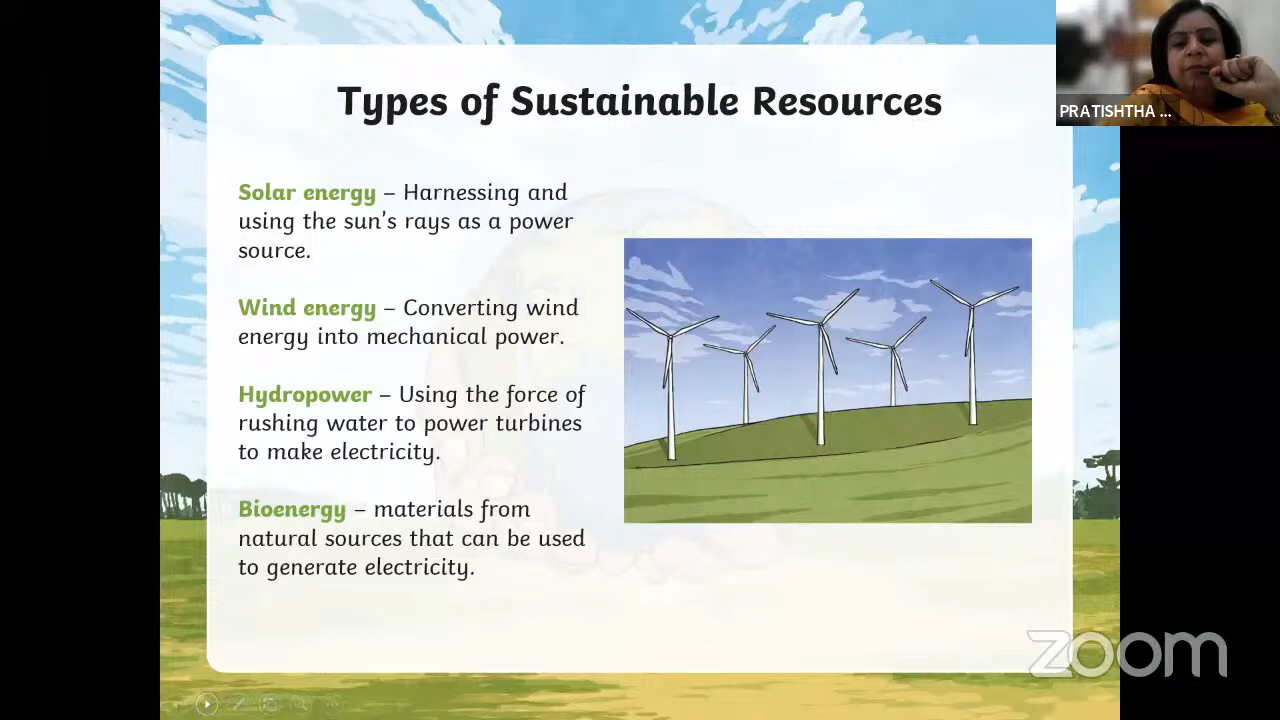 Types of Sustainable Resources
PRATISHTHA ...
Solar energy – Harnessing and
using the sun's rays as a power
source.
Wind energy – Converting wind
energy into mechanical power.
Hydropower – Using the force of
rushing water to power turbines
to make electricity.
Bioenergy – materials from
natural sources that can be used
to generate electricity.
zoom